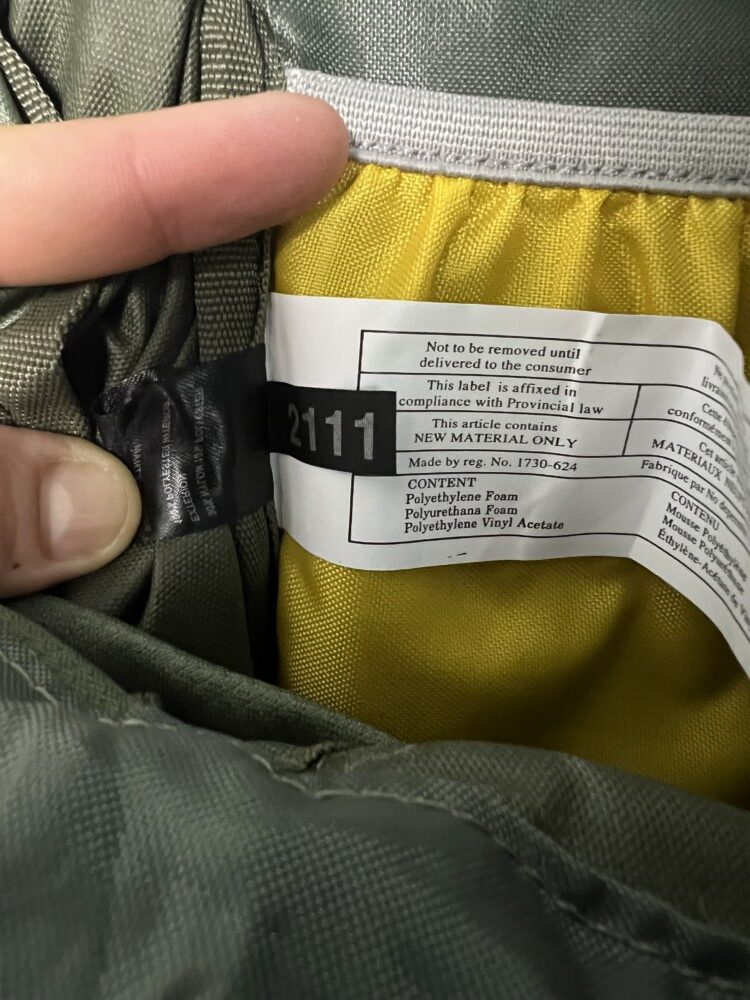 Not to be removed until
delivered to the consumer
This label is affixed in
compliance with Provincial law
This article contains
NEW MATERIAL ONLY
Made by reg. No. 1730-624
CONTENT
Polyethylene Foam
Polyurethana Foam
Polyethylene Vinyl Acetate
2111
Cet
MATERIAUX
Fabrique par No
CONTENU
Mousse
Mousse